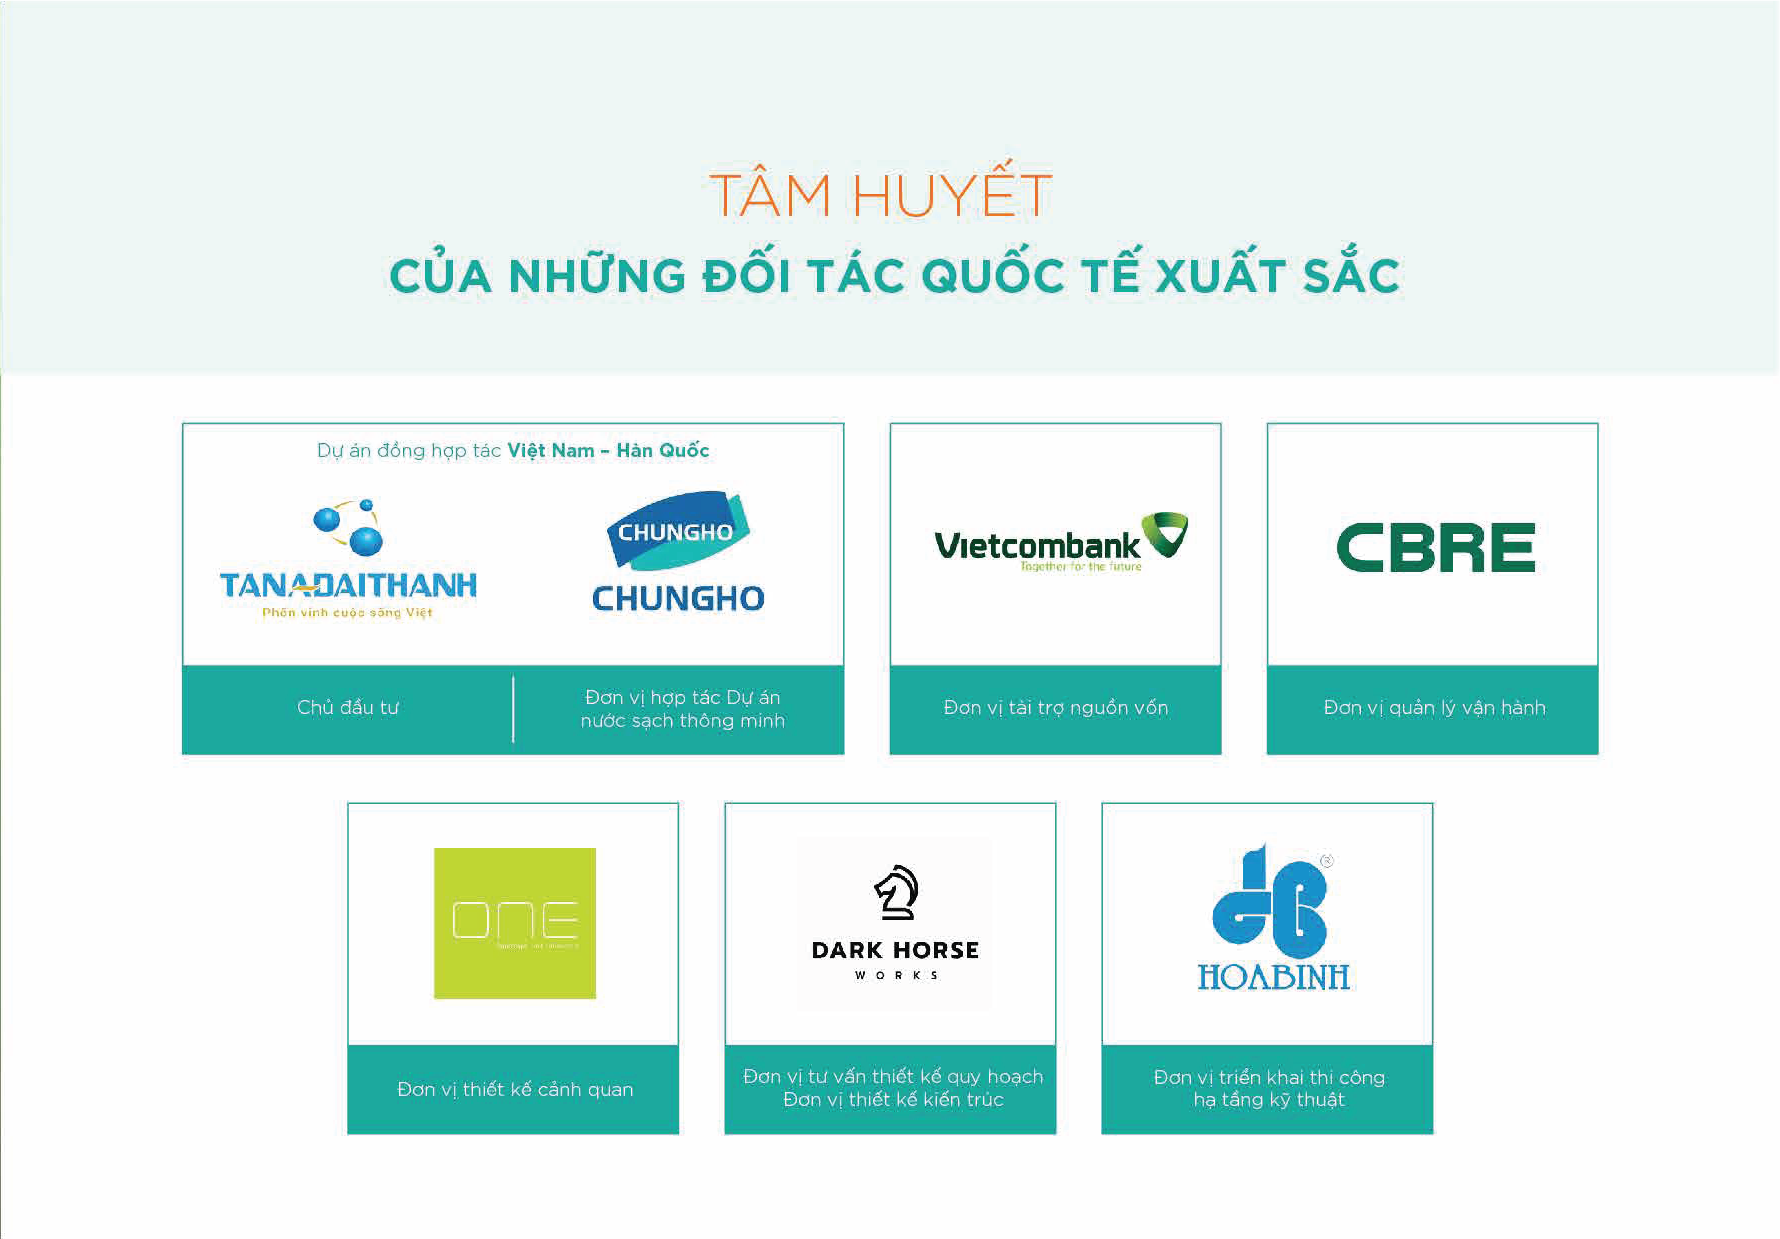 TÂM HUYẾT
CỦA NHỮNG ĐỐI TÁC QUỐC TẾ XUẤT SẮC
Dự án đồng hợp tác Việt Nam – Hàn Quốc
CHUNGHO
TANADAITHANH
Phồn vinh cuộc sống Việt
CHUNGHO
Vietcombank
Together for the future
CBRE
Chủ đầu tư
Đơn vị hợp tác Dự án
nước sạch thông minh
Đơn vị tài trợ nguồn vốn
Đơn vị quản lý vận hành
ONE
DARK HORSE
WORKS
®
HOABINH
Đơn vị thiết kế cảnh quan
Đơn vị tư vấn thiết kế quy hoạch
Đơn vị thiết kế kiến trúc
Đơn vị triển khai thi công
hạ tầng kỹ thuật